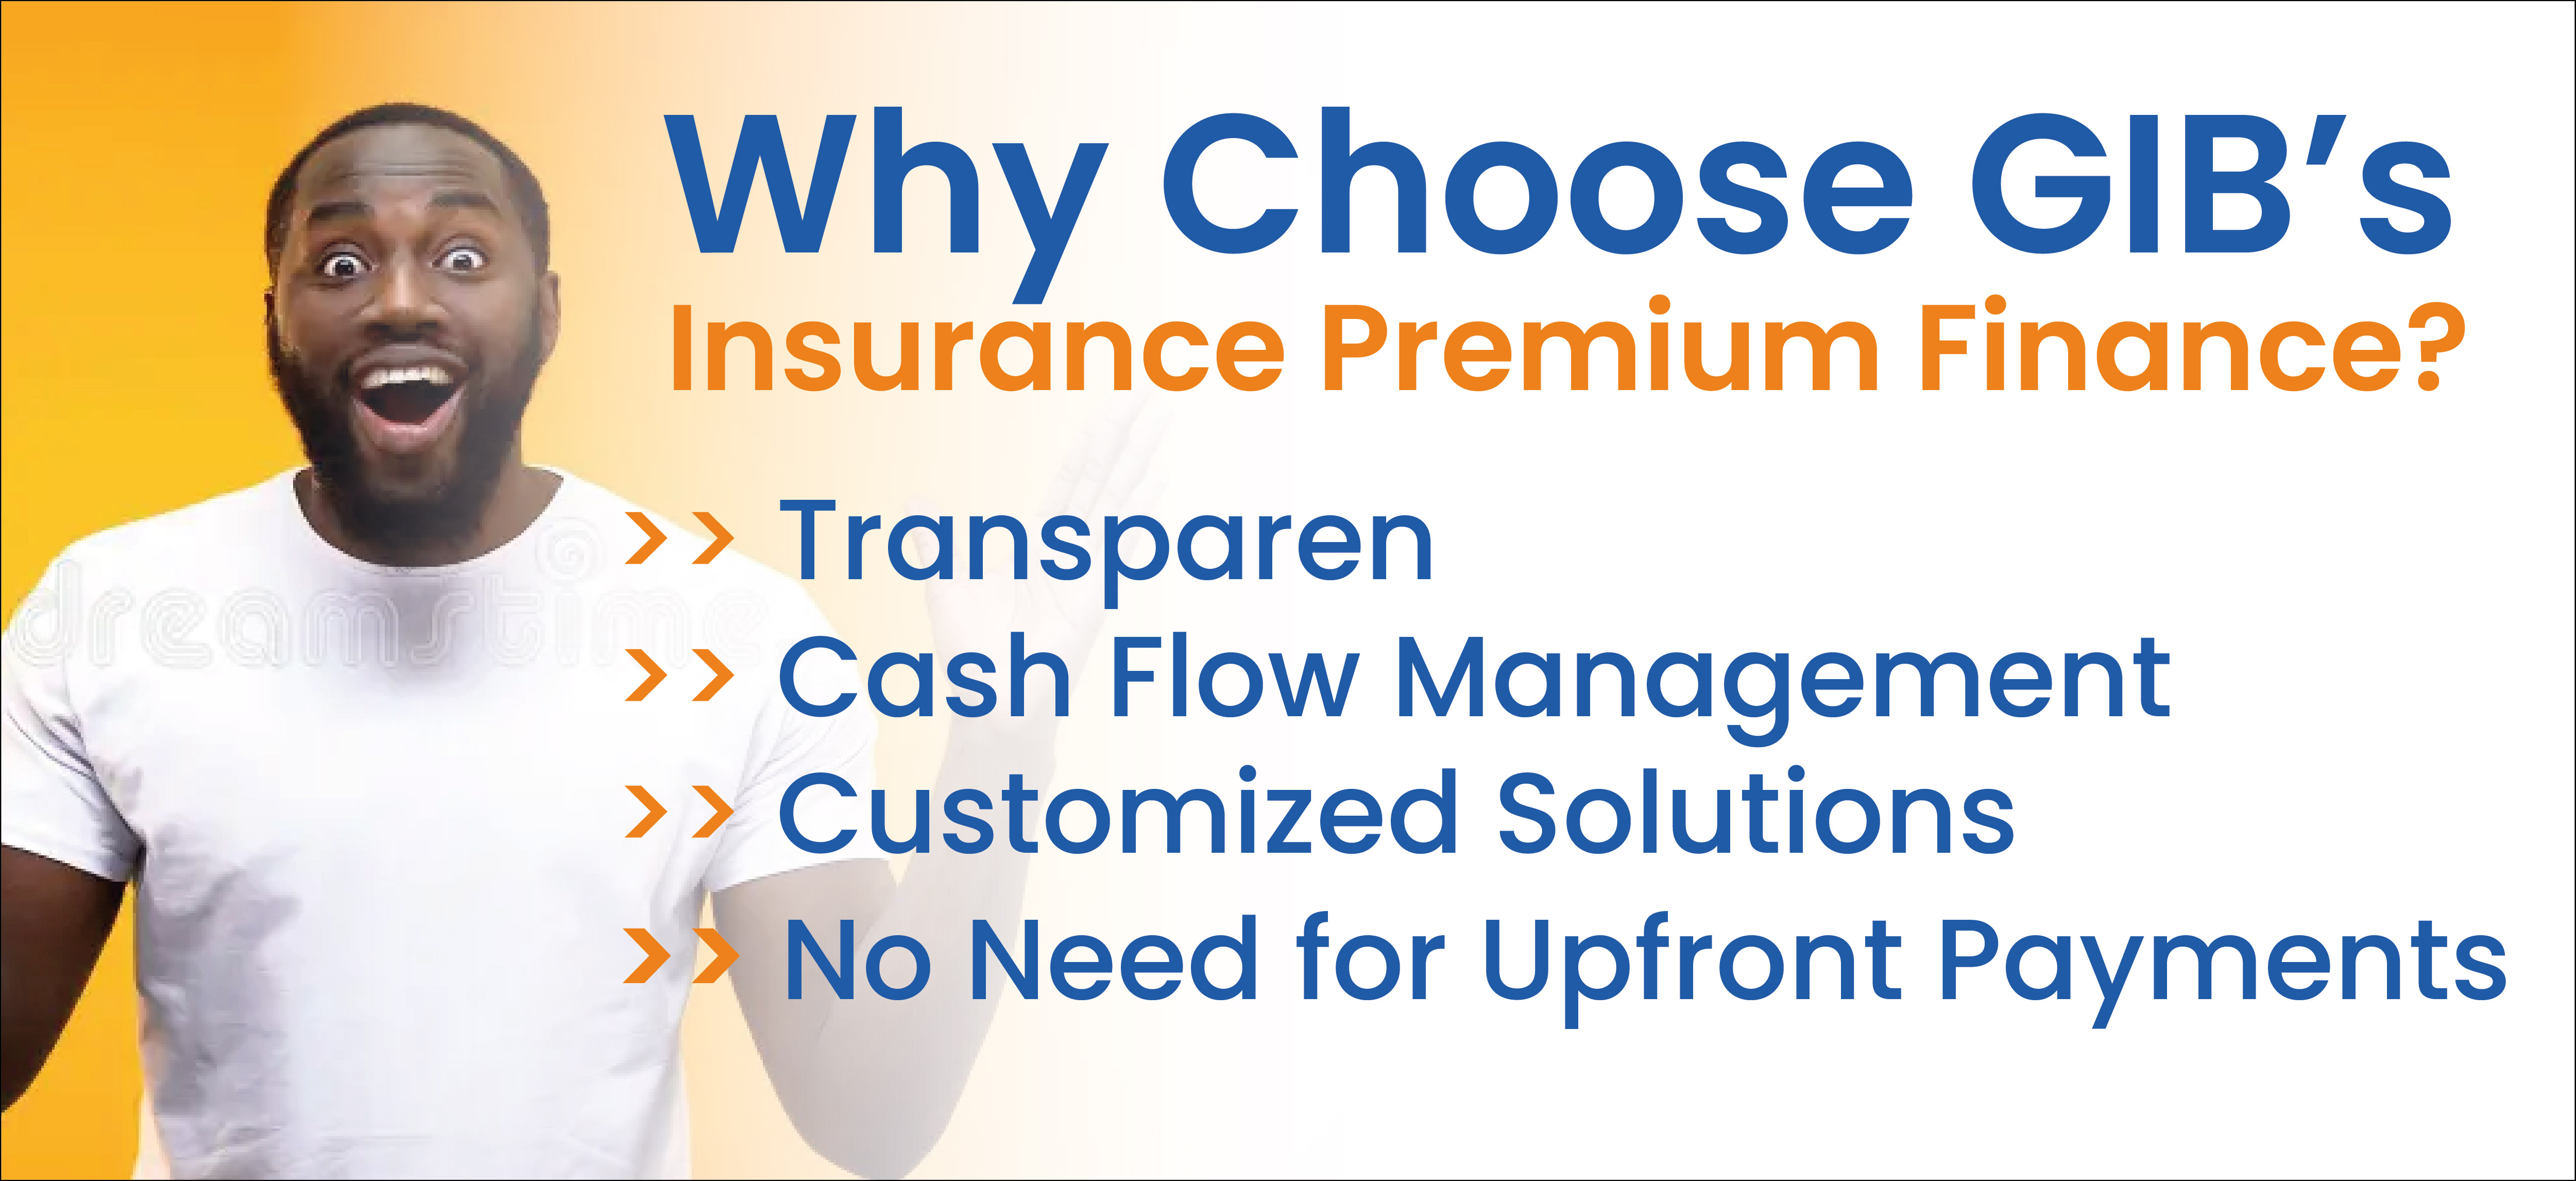 Why Choose GIB’s
Insurance Premium Finance?
>> Transparen
>> Cash Flow Management
>> Customized Solutions
>> No Need for Upfront Payments
dreamstime